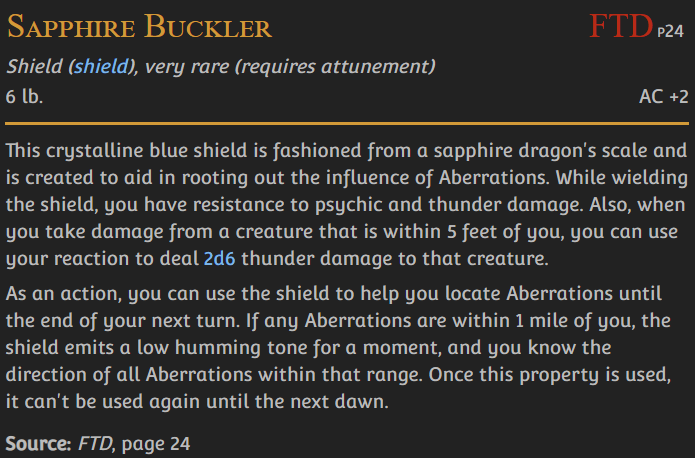 SAPPHIRE BUCKLER FTD P24
Shield (shield), very rare (requires attunement)
6 lb. AC +2
This crystalline blue shield is fashioned from a sapphire dragon's scale and
is created to aid in rooting out the influence of Aberrations. While wielding
the shield, you have resistance to psychic and thunder damage. Also, when
you take damage from a creature that is within 5 feet of you, you can use
your reaction to deal 2d6 thunder damage to that creature.
As an action, you can use the shield to help you locate Aberrations until
the end of your next turn. If any Aberrations are within 1 mile of you, the
shield emits a low humming tone for a moment, and you know the
direction of all Aberrations within that range. Once this property is used,
it can't be used again until the next dawn.
Source: FTD, page 24